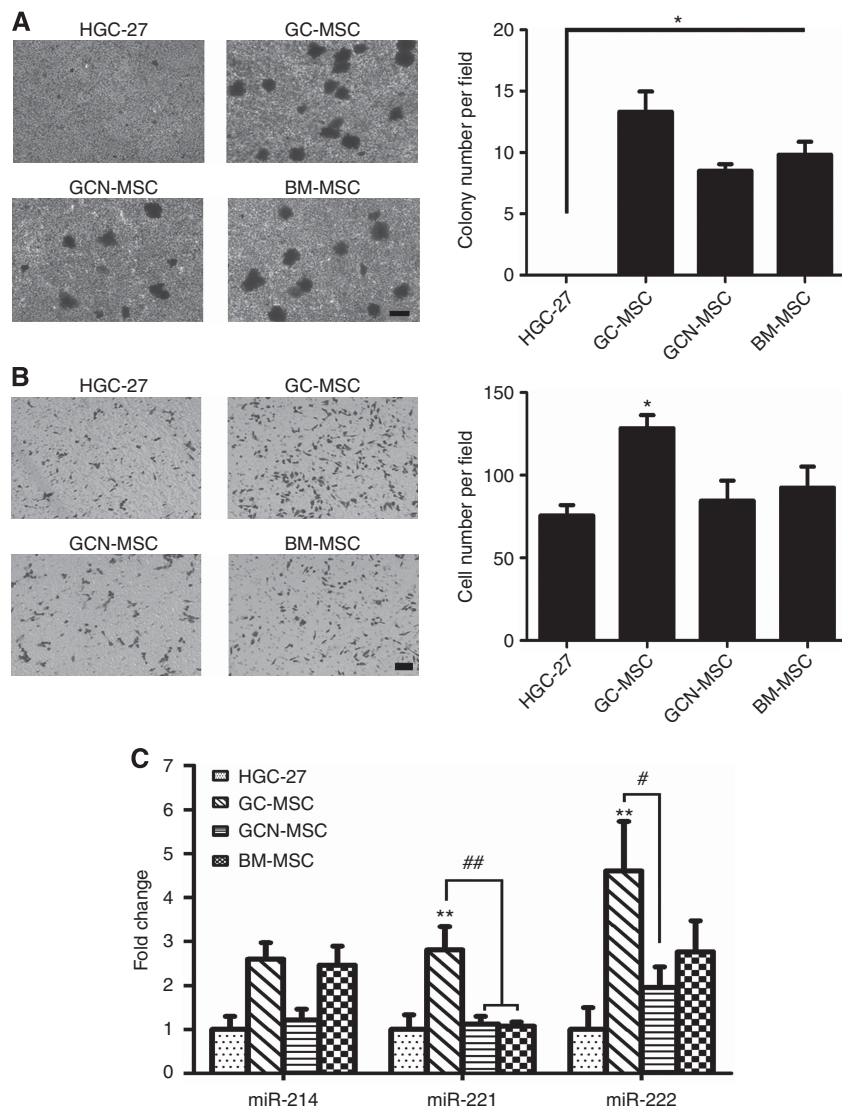 A
HGC-27
GC-MSC
GCN-MSC
BM-MSC
20
15
10
5
0
Colony number per field
*
HGC-27
GC-MSC
GCN-MSC
BM-MSC
B
HGC-27
GC-MSC
GCN-MSC
BM-MSC
150
100
50
0
Cell number per field
*
HGC-27
GC-MSC
GCN-MSC
BM-MSC
C
7
6
5
4
3
2
1
0
Fold change
HGC-27
GC-MSC
GCN-MSC
BM-MSC
##
**
#
**
miR-214
miR-221
miR-222